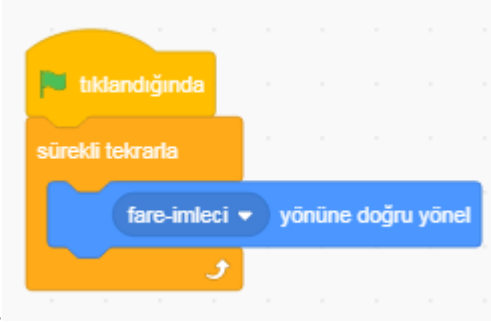 tıklandığında
sürekli tekrarla
fare-imleci yönüne doğru yönel